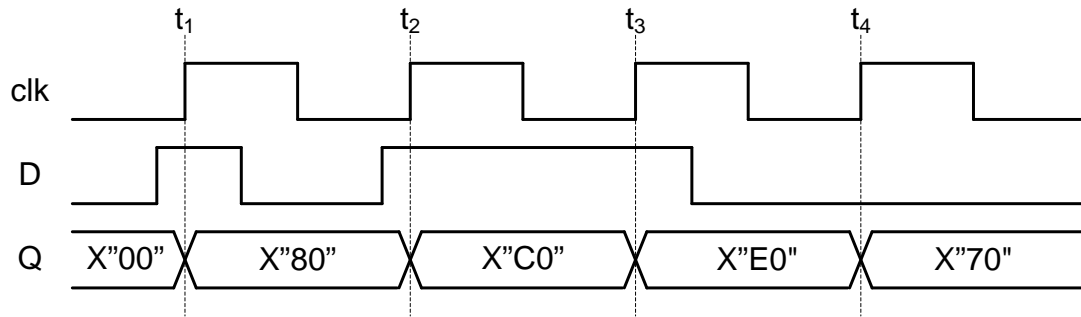 t1 t2 t3 t4
clk
D
Q X”00” X”80” X”C0” X”E0" X”70"